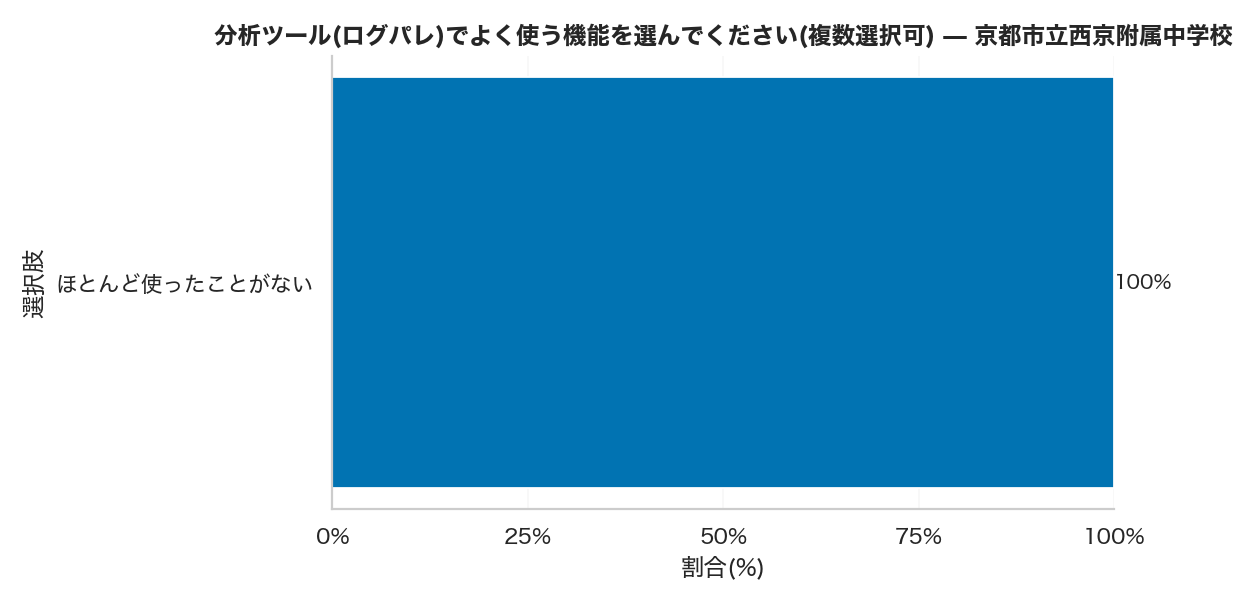 分析ツール(ログパレ)でよく使う機能を選んでください(複数選択可) — 京都市立西京附属中学校
選択肢
ほとんど使ったことがない
100%
0%
25%
50%
75%
100%
割合(%)